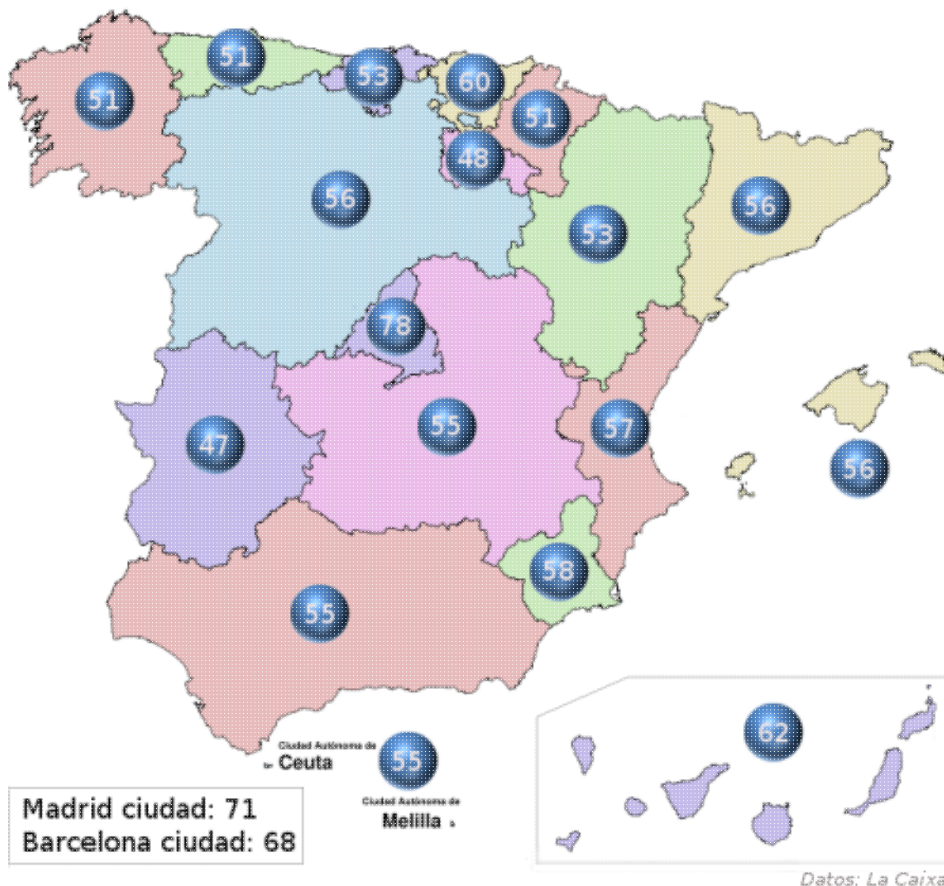 51
51
53
60
51
48
56
56
53
78
47
55
57
56
58
55
62
Ciudad Autónoma de
Ceuta
55
Ciudad Autónoma de
Melilla
Madrid ciudad: 71
Barcelona ciudad: 68
Datos: La Caixa